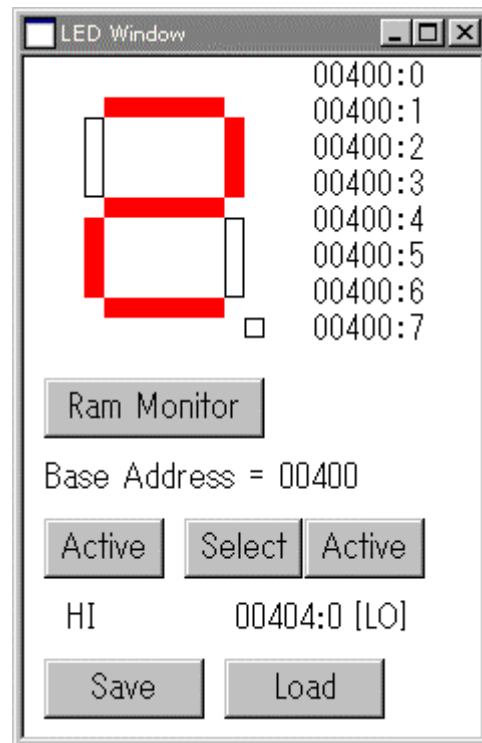 LED Window
00400:0
00400:1
00400:2
00400:3
00400:4
00400:5
00400:6
00400:7
Ram Monitor
Base Address = 00400
Active Select Active
HI 00404:0 [LO]
Save Load